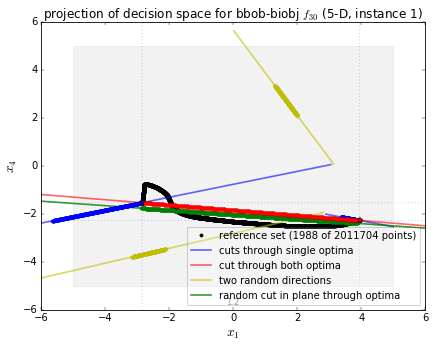 projection of decision space for bbob-biobj f₃₀ (5-D, instance 1)
6
4
2
0
−2
−4
−6
x₄
reference set (1988 of 2011704 points)
cuts through single optima
cut through both optima
two random directions
random cut in plane through optima
−6 −4 −2 0 2 4 6
x₁